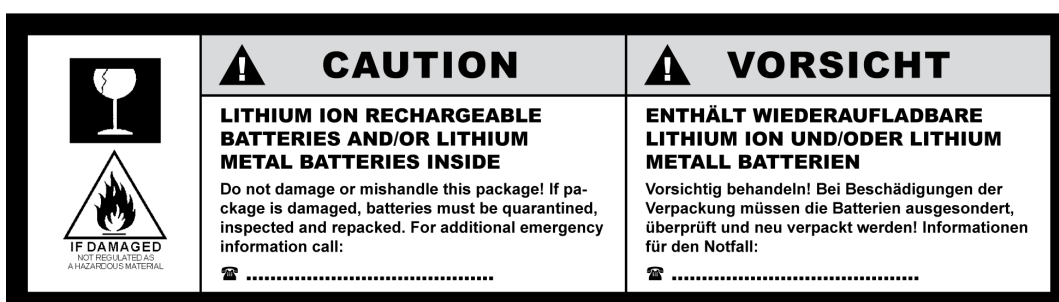 IF DAMAGED
NOT REGULATED AS
A HAZARDOUS MATERIAL
CAUTION
LITHIUM ION RECHARGEABLE
BATTERIES AND/OR LITHIUM
METAL BATTERIES INSIDE
Do not damage or mishandle this package! If pa-
ckage is damaged, batteries must be quarantined,
inspected and repacked. For additional emergency
information call:
☎ .........................................
VORSICHT
ENTHÄLT WIEDERAUFLADBARE
LITHIUM ION UND/ODER LITHIUM
METALL BATTERIEN
Vorsichtig behandeln! Bei Beschädigungen der
Verpackung müssen die Batterien ausgesondert,
überprüft und neu verpackt werden! Informationen
für den Notfall:
☎ .........................................